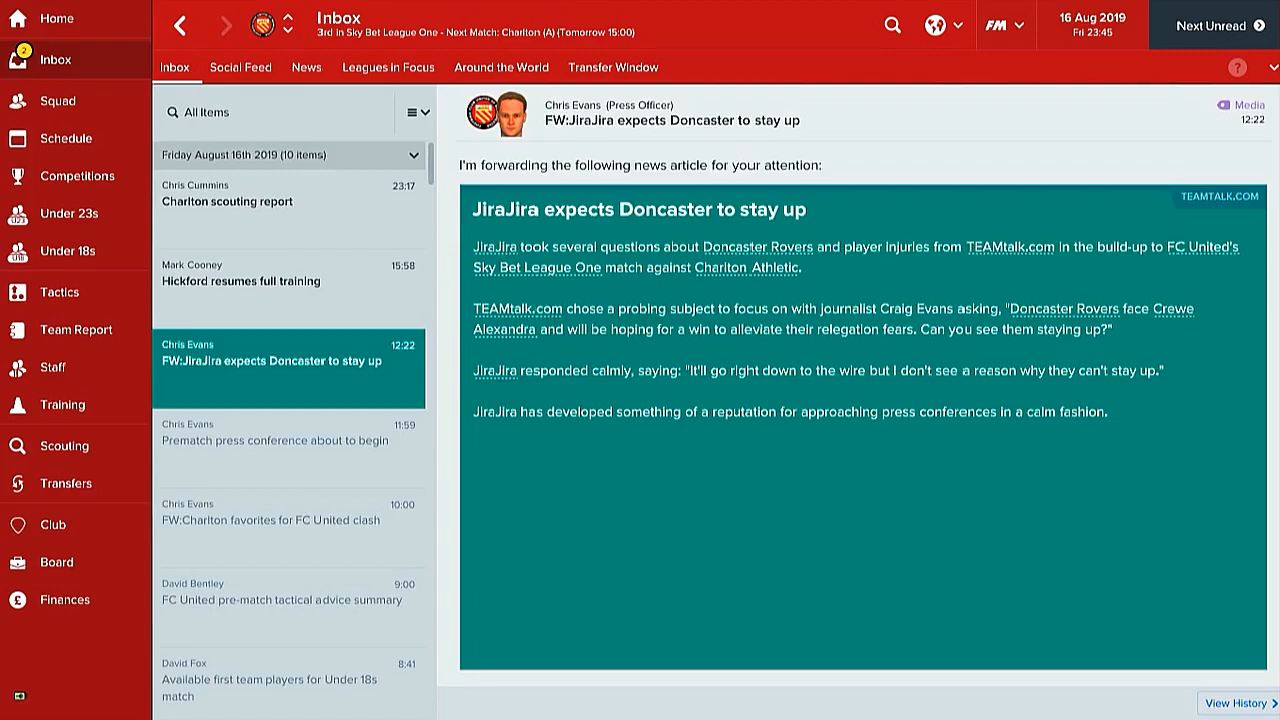 Home
Inbox
2
Squad
Schedule
Competitions
Under 23s
Under 18s
Tactics
Team Report
Staff
Training
Scouting
Transfers
Club
Board
Finances
Inbox
3rd in Sky Bet League One - Next Match: Charlton (A) (Tomorrow 15:00)
FM
16 Aug 2019
Fri 23:45
Next Unread
Inbox
Social Feed
News
Leagues in Focus
Around the World
Transfer Window
?
All Items
Friday August 16th 2019 (10 items)
Chris Cummins 23:17
Charlton scouting report
Mark Cooney 15:58
Hickford resumes full training
Chris Evans 12:22
FW:JiraJira expects Doncaster to stay up
Chris Evans 11:59
Prematch press conference about to begin
Chris Evans 10:00
FW:Charlton favorites for FC United clash
David Bentley 9:00
FC United pre-match tactical advice summary
David Fox 8:41
Available first team players for Under 18s
match
Chris Evans (Press Officer)
FW:JiraJira expects Doncaster to stay up
Media
12:22
I'm forwarding the following news article for your attention:
TEAMTALK.COM
JiraJira expects Doncaster to stay up
JiraJira took several questions about Doncaster Rovers and player injuries from TEAMtalk.com in the build-up to FC United's
Sky Bet League One match against Charlton Athletic.
TEAMtalk.com chose a probing subject to focus on with journalist Craig Evans asking, "Doncaster Rovers face Crewe
Alexandra and will be hoping for a win to alleviate their relegation fears. Can you see them staying up?"
JiraJira responded calmly, saying: "It'll go right down to the wire but I don't see a reason why they can't stay up."
JiraJira has developed something of a reputation for approaching press conferences in a calm fashion.
View History